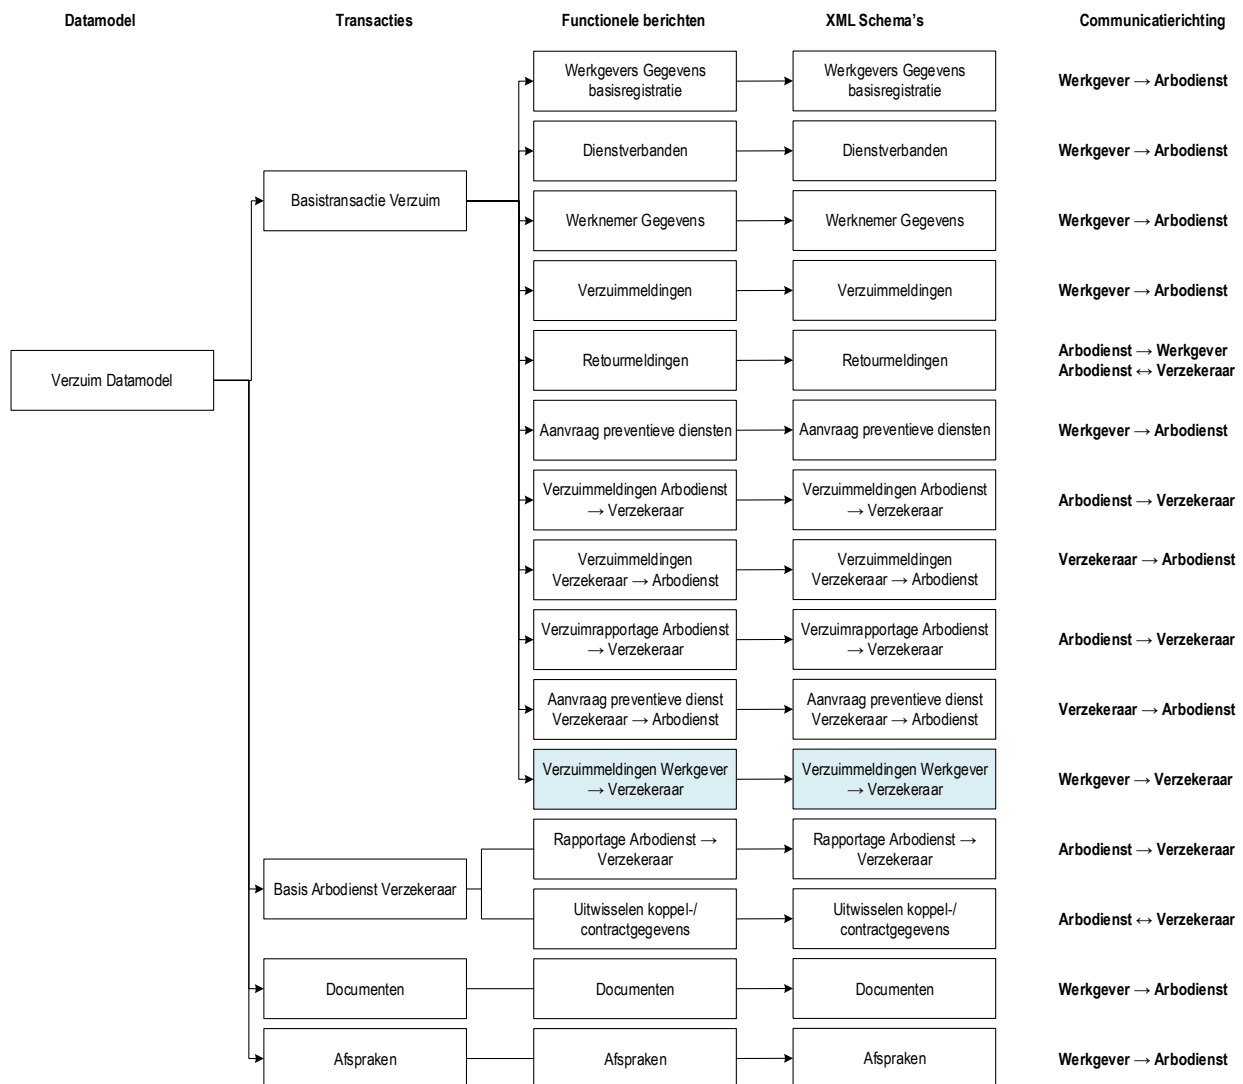 Datamodel
Transacties
Functionele berichten
XML Schema's
Communicatierichting
Werkgevers Gegevens
basisregistratie
Werkgevers Gegevens
basisregistratie
Werkgever → Arbodienst
Dienstverbanden
Dienstverbanden
Werkgever → Arbodienst
Basistransactie Verzuim
Werknemer Gegevens
Werknemer Gegevens
Werkgever → Arbodienst
Verzuimmeldingen
Verzuimmeldingen
Werkgever → Arbodienst
Verzuim Datamodel
Retourmeldingen
Retourmeldingen
Arbodienst → Werkgever
Arbodienst ↔ Verzekeraar
Aanvraag preventieve diensten
Aanvraag preventieve diensten
Werkgever → Arbodienst
Verzuimmeldingen Arbodienst
→ Verzekeraar
Verzuimmeldingen Arbodienst
→ Verzekeraar
Arbodienst → Verzekeraar
Verzuimmeldingen
Verzekeraar → Arbodienst
Verzuimmeldingen
Verzekeraar → Arbodienst
Verzekeraar → Arbodienst
Verzuimrapportage Arbodienst
→ Verzekeraar
Verzuimrapportage Arbodienst
→ Verzekeraar
Arbodienst → Verzekeraar
Aanvraag preventieve dienst
Verzekeraar → Arbodienst
Aanvraag preventieve dienst
Verzekeraar → Arbodienst
Verzekeraar → Arbodienst
Verzuimmeldingen Werkgever
→ Verzekeraar
Verzuimmeldingen Werkgever
→ Verzekeraar
Werkgever → Verzekeraar
Basis Arbodienst Verzekeraar
Rapportage Arbodienst →
Verzekeraar
Rapportage Arbodienst →
Verzekeraar
Arbodienst → Verzekeraar
Uitwisselen koppel-/
contractgegevens
Uitwisselen koppel-/
contractgegevens
Arbodienst ↔ Verzekeraar
Documenten
Documenten
Documenten
Werkgever → Arbodienst
Afspraken
Afspraken
Afspraken
Werkgever → Arbodienst